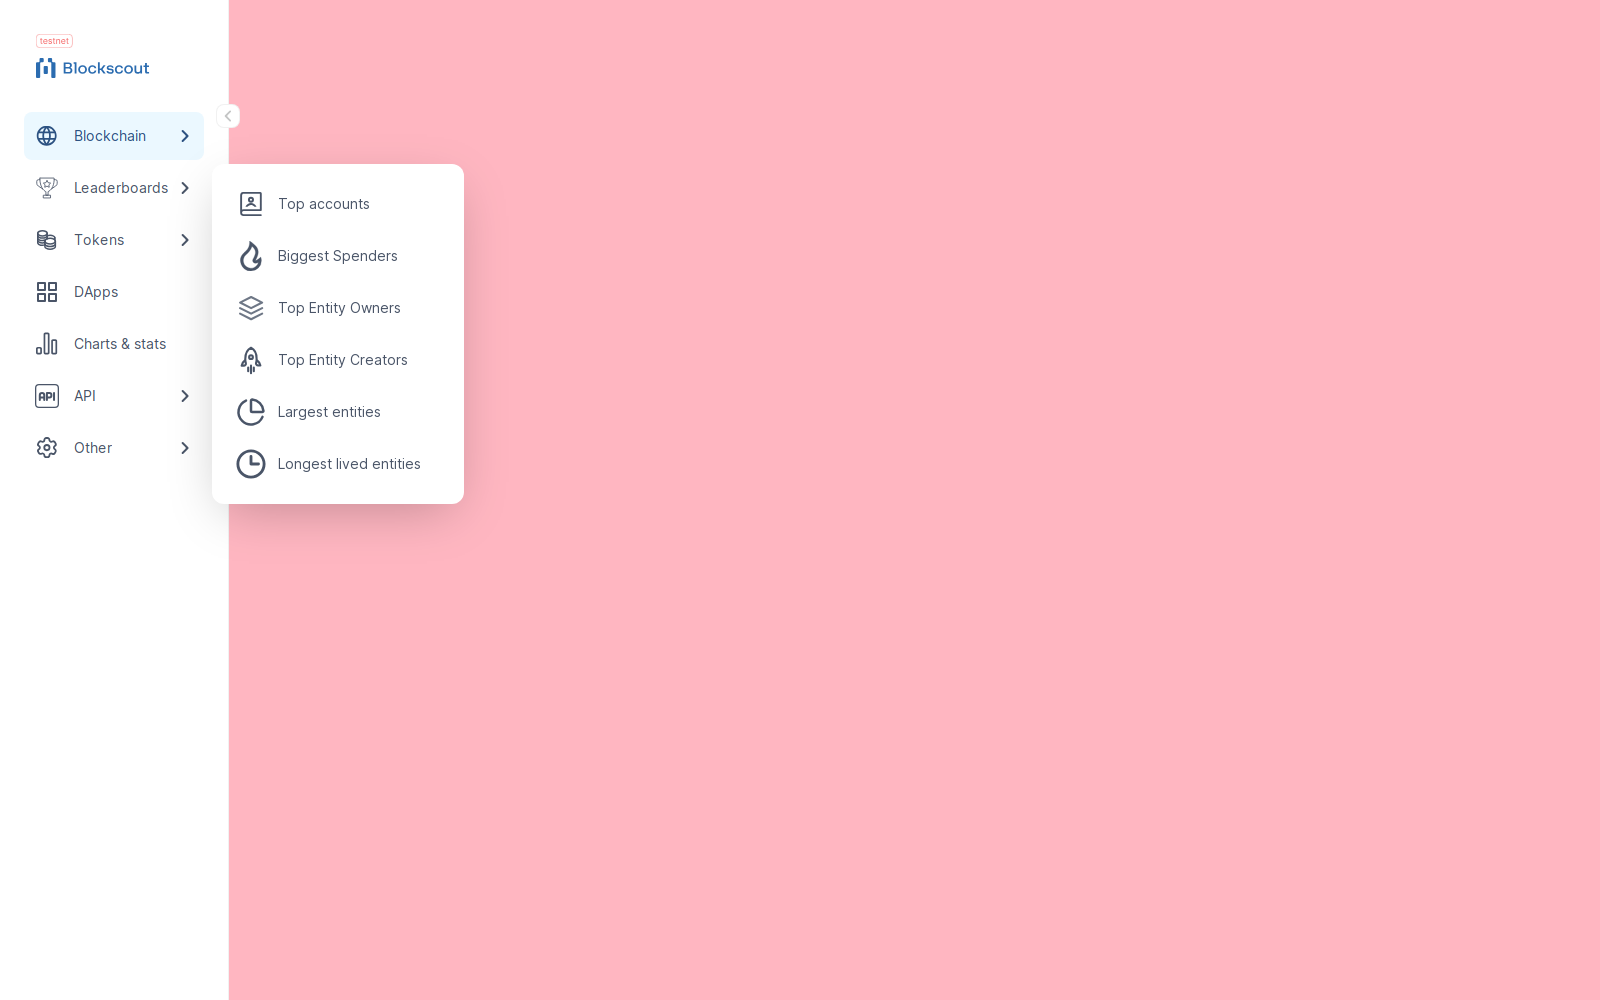 testnet
Blockscout
Blockchain
Leaderboards
Tokens
DApps
Charts & stats
API
API
Other
Top accounts
Biggest Spenders
Top Entity Owners
Top Entity Creators
Largest entities
Longest lived entities